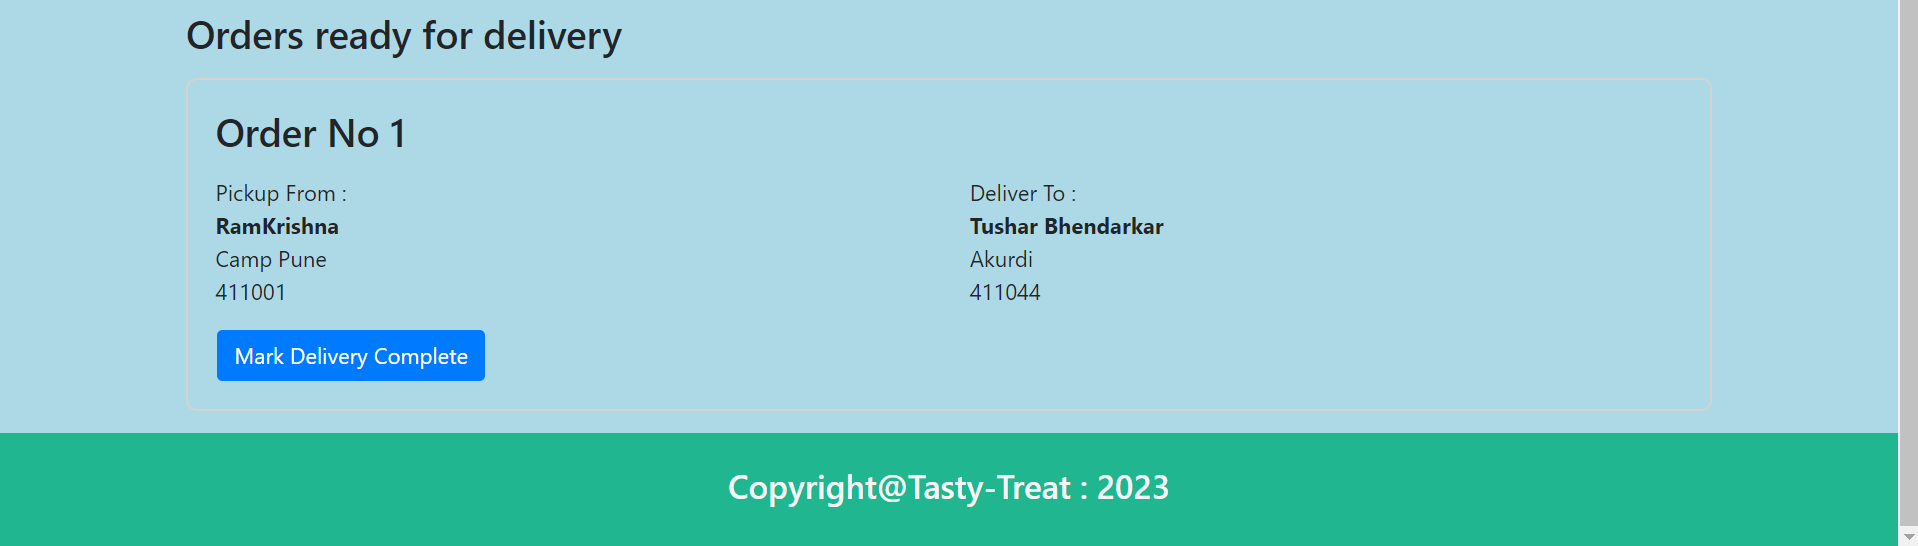 Orders ready for delivery
Order No 1
Pickup From :
RamKrishna
Camp Pune
411001
Deliver To :
Tushar Bhendarkar
Akurdi
411044
Mark Delivery Complete
Copyright@Tasty-Treat : 2023